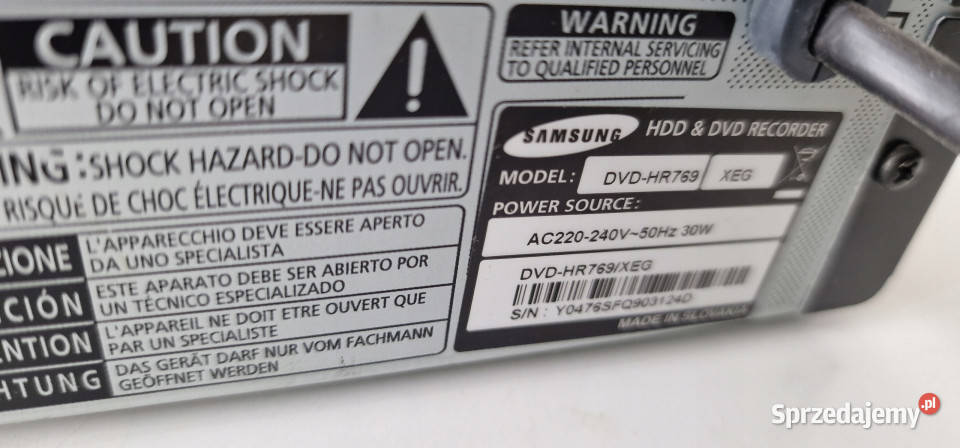 CAUTION
RISK OF ELECTRIC SHOCK
DO NOT OPEN
!
WARNING
REFER INTERNAL SERVICING
TO QUALIFIED PERSONNEL
NING : SHOCK HAZARD-DO NOT OPEN.
RISQUE DE CHOC ÉLECTRIQUE-NE PAS OUVRIR.
ZIONE
L'APPARECCHIO DEVE ESSERE APERTO
DA UNO SPECIALISTA
CIÓN
ESTE APARATO DEBE SER ABIERTO POR
UN TÉCNICO ESPECIALIZADO
ENTION
L'APPAREIL NE DOIT ETRE OUVERT QUE
PAR UN SPECIALISTE
HTUNG
DAS GERÄT DARF NUR VOM FACHMANN
GEÖFFNET WERDEN
SAMSUNG HDD & DVD RECORDER
MODEL : DVD-HR769 XEG
POWER SOURCE :
AC220-240V~50Hz 30W
DVD-HR769/XEG
S/N : Y0476SFQ903124D
MADE IN SLOVAKIA
Sprzedajemy.pl